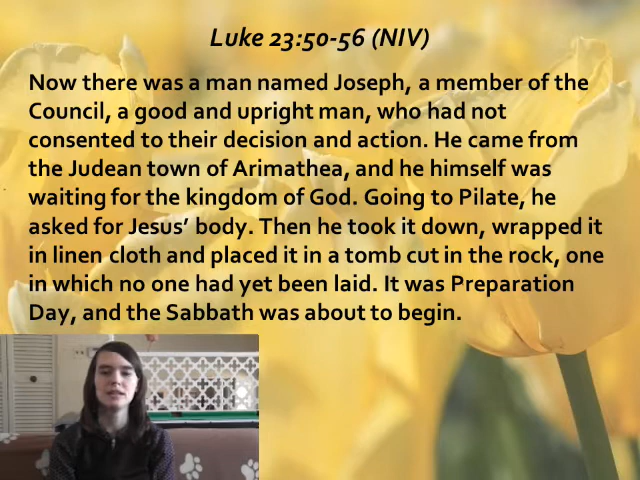 Luke 23:50-56 (NIV)
Now there was a man named Joseph, a member of the
Council, a good and upright man, who had not
consented to their decision and action. He came from
the Judean town of Arimathea, and he himself was
waiting for the kingdom of God. Going to Pilate, he
asked for Jesus’ body. Then he took it down, wrapped it
in linen cloth and placed it in a tomb cut in the rock, one
in which no one had yet been laid. It was Preparation
Day, and the Sabbath was about to begin.